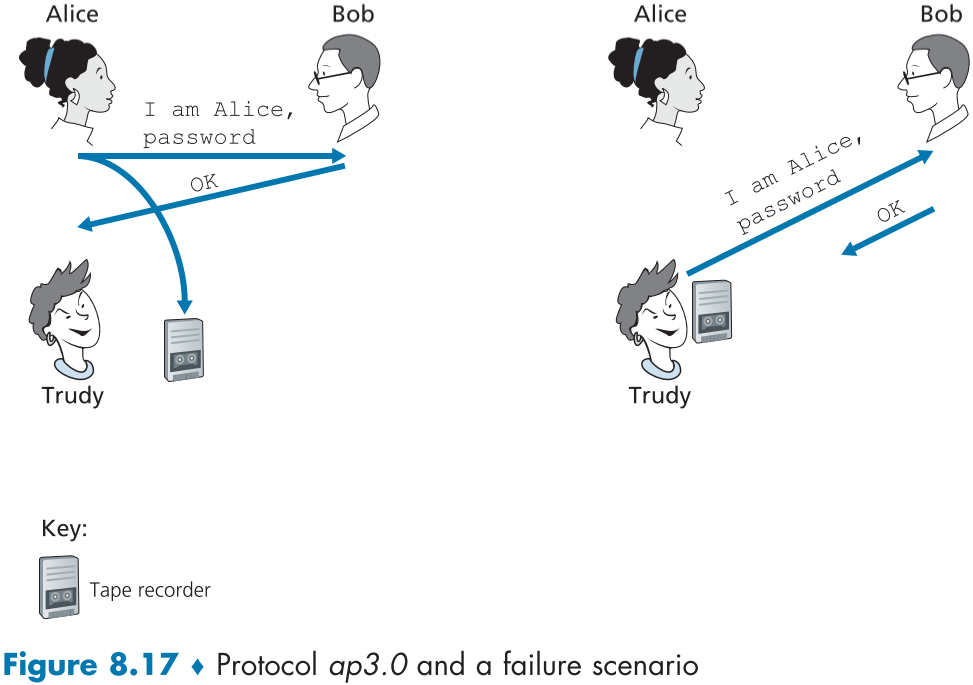 Alice
Bob
I am Alice,
password
OK
Trudy
Alice
Bob
I am Alice,
password
OK
Trudy
Key:
Tape recorder
Figure 8.17 ♦ Protocol ap3.0 and a failure scenario